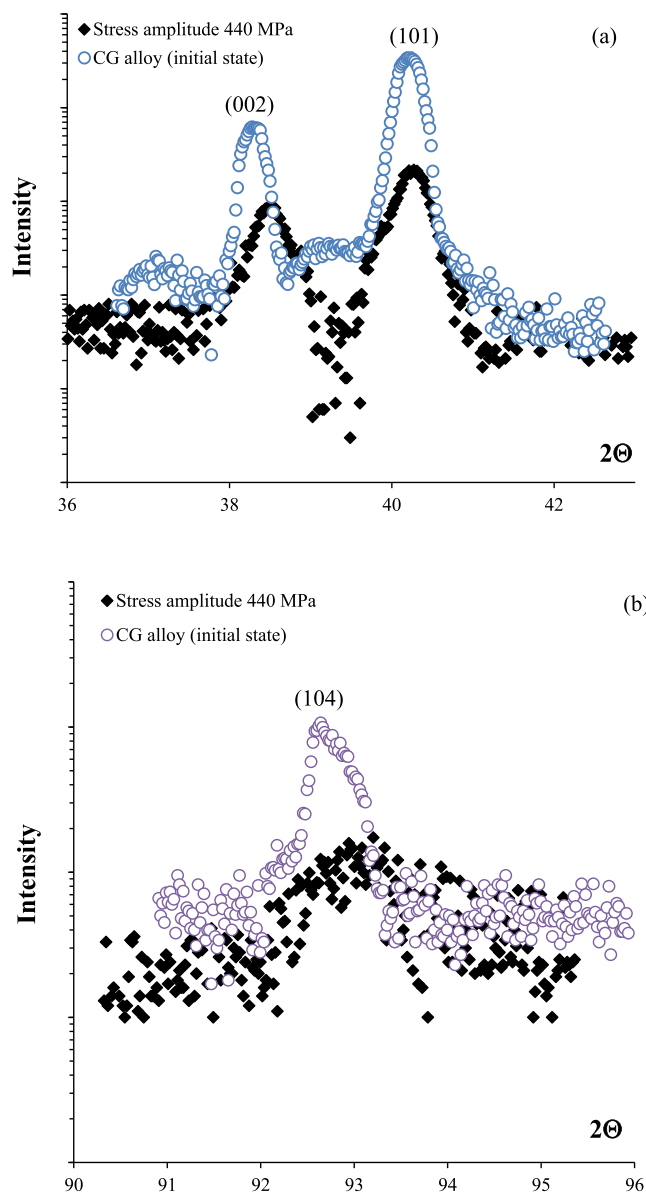 Stress amplitude 440 MPa
CG alloy (initial state)
(a)
(101)
(002)
Intensity
2Θ
36 38 40 42
Stress amplitude 440 MPa
CG alloy (initial state)
(b)
(104)
Intensity
2Θ
90 91 92 93 94 95 96